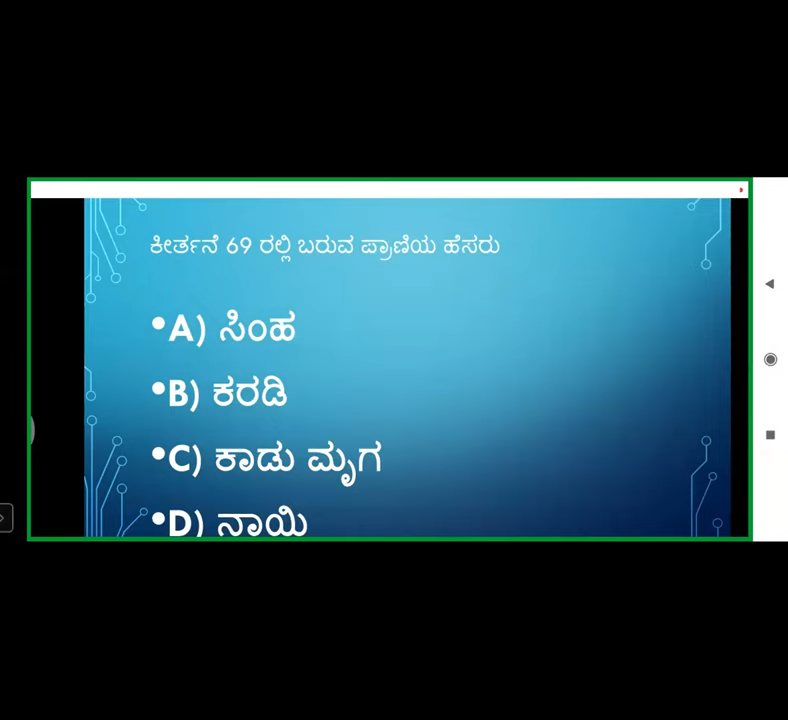 ಕೀರ್ತನೆ 69 ರಲ್ಲಿ ಬರುವ ಪ್ರಾಣಿಯ ಹೆಸರು
•A) ಸಿಂಹ
•B) ಕರಡಿ
•C) ಕಾಡು ಮೃಗ
•D) ನಾಯಿ